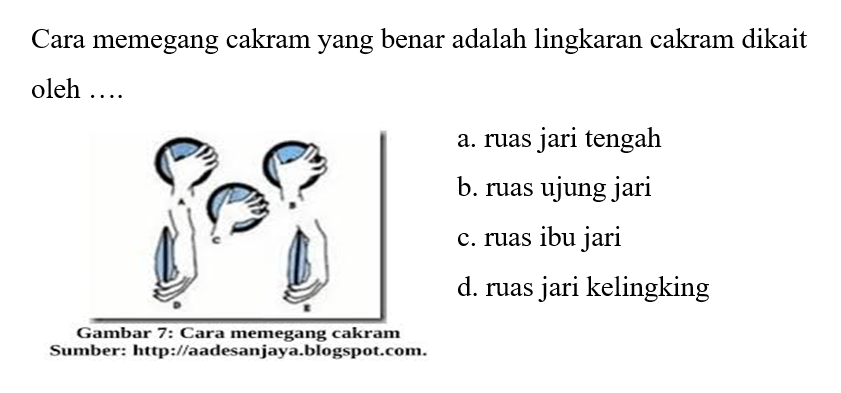 Cara memegang cakram yang benar adalah lingkaran cakram dikait
oleh ....
a. ruas jari tengah
b. ruas ujung jari
c. ruas ibu jari
d. ruas jari kelingking
A
B
C
D
E
Gambar 7: Cara memegang cakram
Sumber: http://aadesanjaya.blogspot.com.